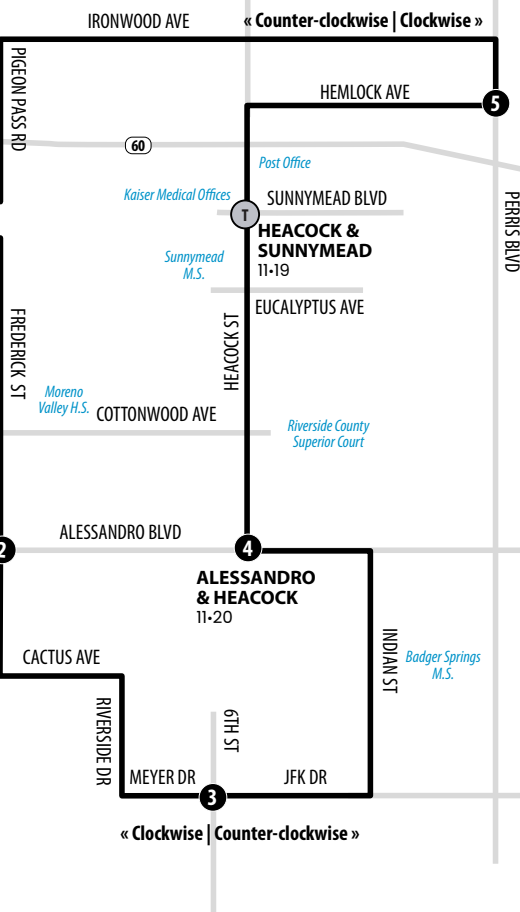 IRONWOOD AVE
« Counter-clockwise | Clockwise »
PIGEON PASS RD
HEMLOCK AVE
5
60
Post Office
Kaiser Medical Offices
SUNNYMEAD BLVD
T
PERRIS BLVD
HEACOCK &
SUNNYMEAD
11•19
Sunnymead
M.S.
EUCALYPTUS AVE
FREDERICK ST
HEACOCK ST
Moreno
Valley H.S.
COTTONWOOD AVE
Riverside County
Superior Court
ALESSANDRO BLVD
2
4
ALESSANDRO
& HEACOCK
11•20
CACTUS AVE
INDIAN ST
Badger Springs
M.S.
RIVERSIDE DR
6TH ST
MEYER DR
JFK DR
3
« Clockwise | Counter-clockwise »